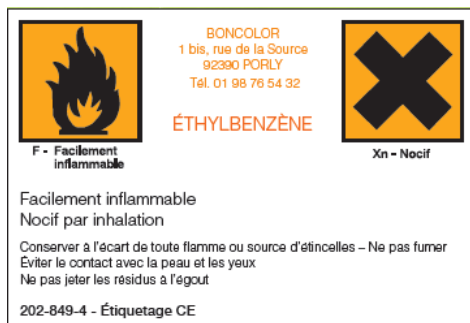 BONCOLOR
1 bis, rue de la Source
92390 PORLY
Tél. 01 98 76 54 32
ÉTHYLBENZÈNE
F - Facilement
inflammable
Xn - Nocif
Facilement inflammable
Nocif par inhalation
Conserver à l'écart de toute flamme ou source d'étincelles – Ne pas fumer
Éviter le contact avec la peau et les yeux
Ne pas jeter les résidus à l'égout
202-849-4 - Étiquetage CE